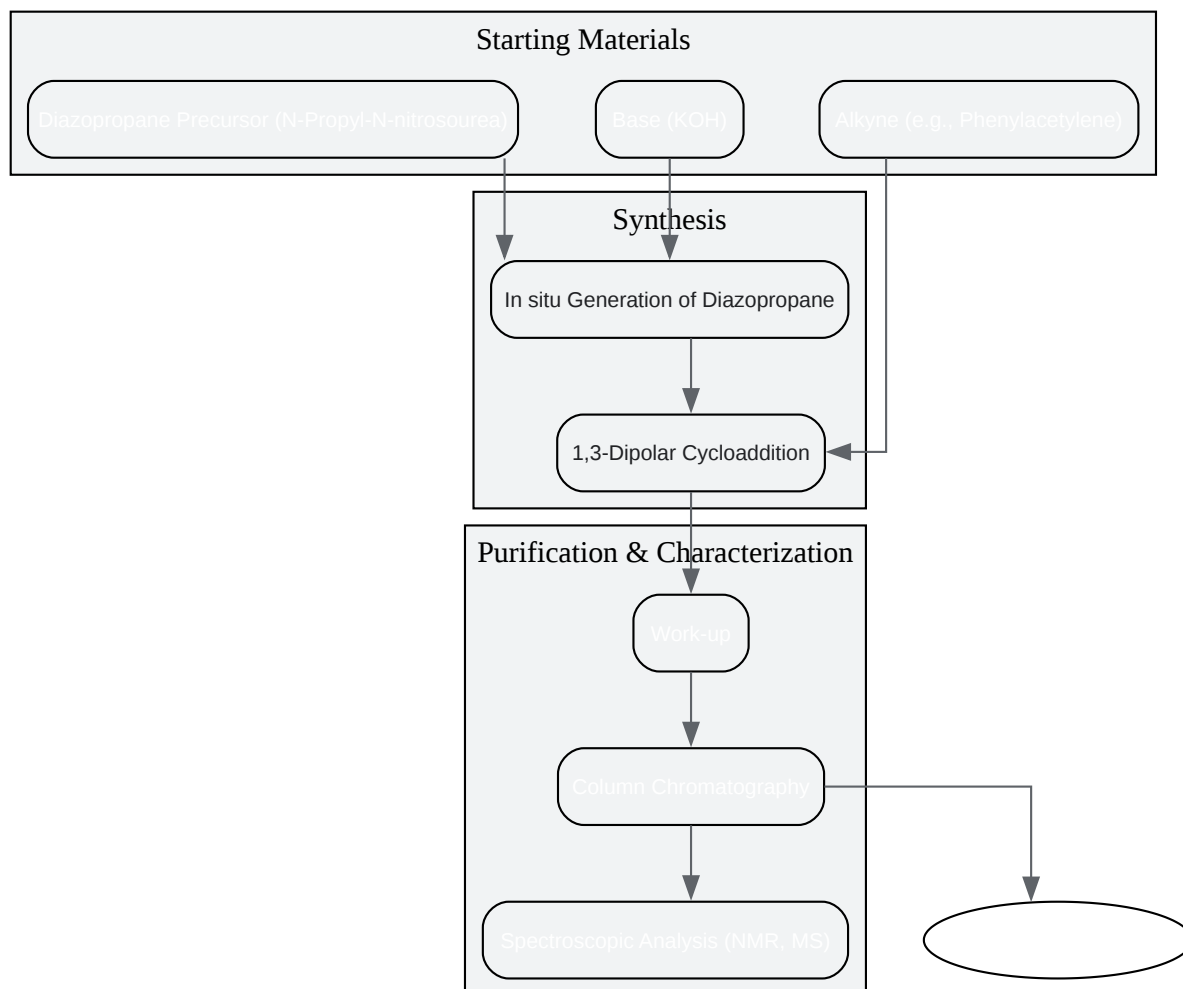 Starting Materials
Diazopropane Precursor (N-Propyl-N-nitrosourea)
Base (KOH)
Alkyne (e.g., Phenylacetylene)
Synthesis
In situ Generation of Diazopropane
1,3-Dipolar Cycloaddition
Purification & Characterization
Work-up
Column Chromatography
Spectroscopic Analysis (NMR, MS)